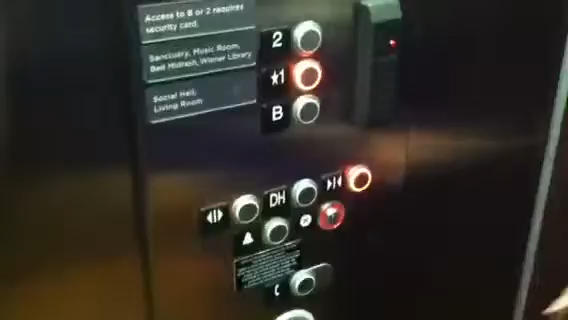 Access to B or 2 requires
security card.
2
Sanctuary, Music Room,
Beit Midrash, Wiener Library
★1
Social Hall,
Living Room
B
DH